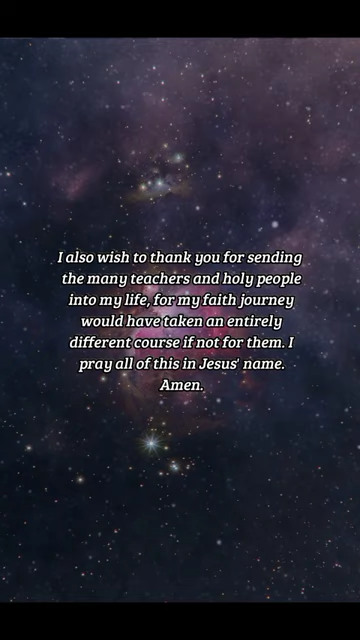 I also wish to thank you for sending
the many teachers and holy people
into my life, for my faith journey
would have taken an entirely
different course if not for them. I
pray all of this in Jesus' name.
Amen.